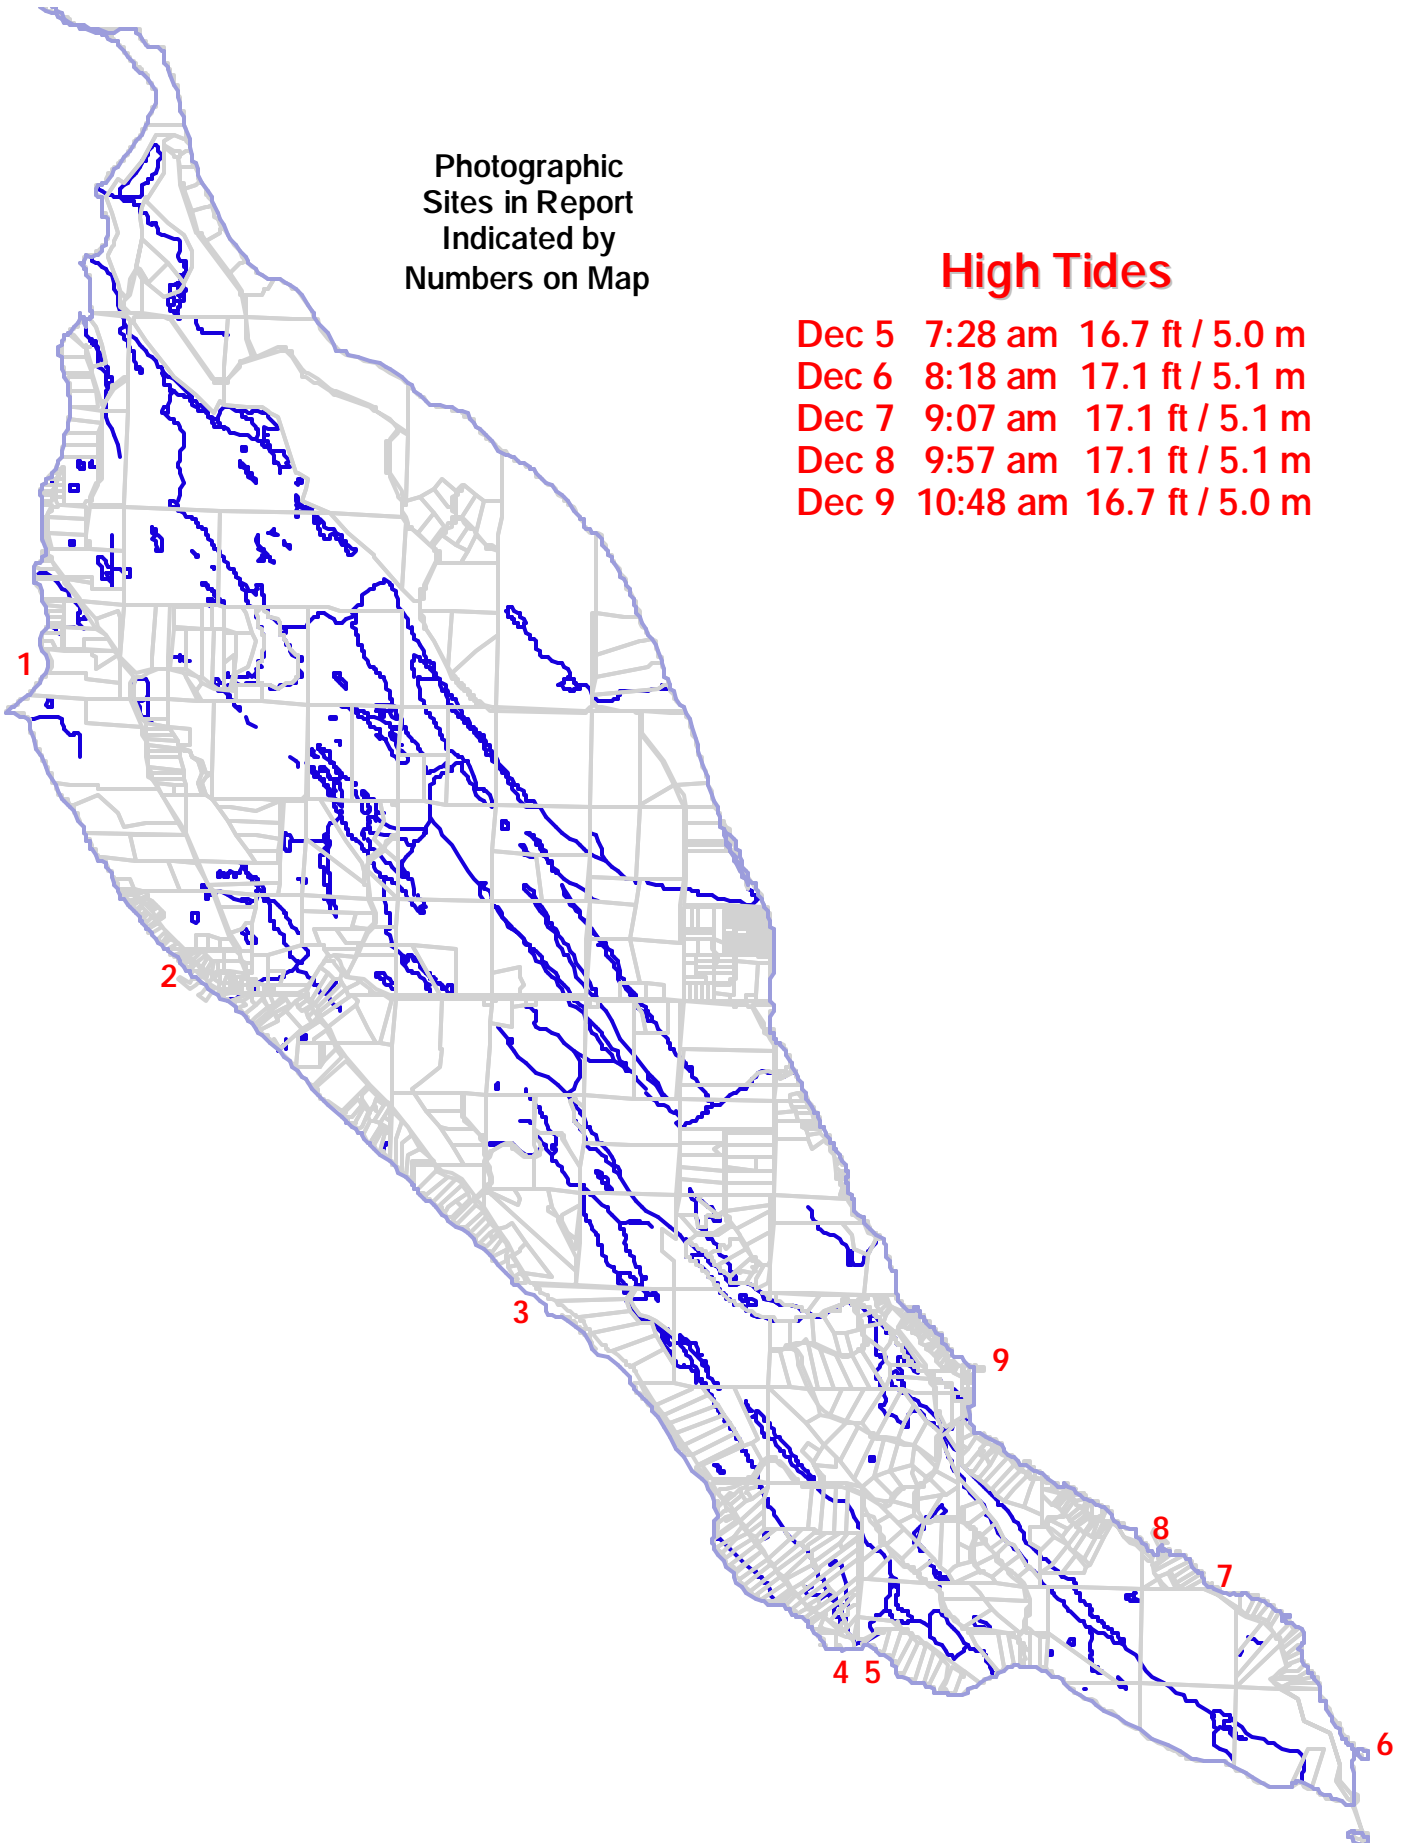 Photographic
Sites in Report
Indicated by
Numbers on Map
High Tides
Dec 5 7:28 am 16.7 ft / 5.0 m
Dec 6 8:18 am 17.1 ft / 5.1 m
Dec 7 9:07 am 17.1 ft / 5.1 m
Dec 8 9:57 am 17.1 ft / 5.1 m
Dec 9 10:48 am 16.7 ft / 5.0 m
1
2
3
9
8
7
4 5
6